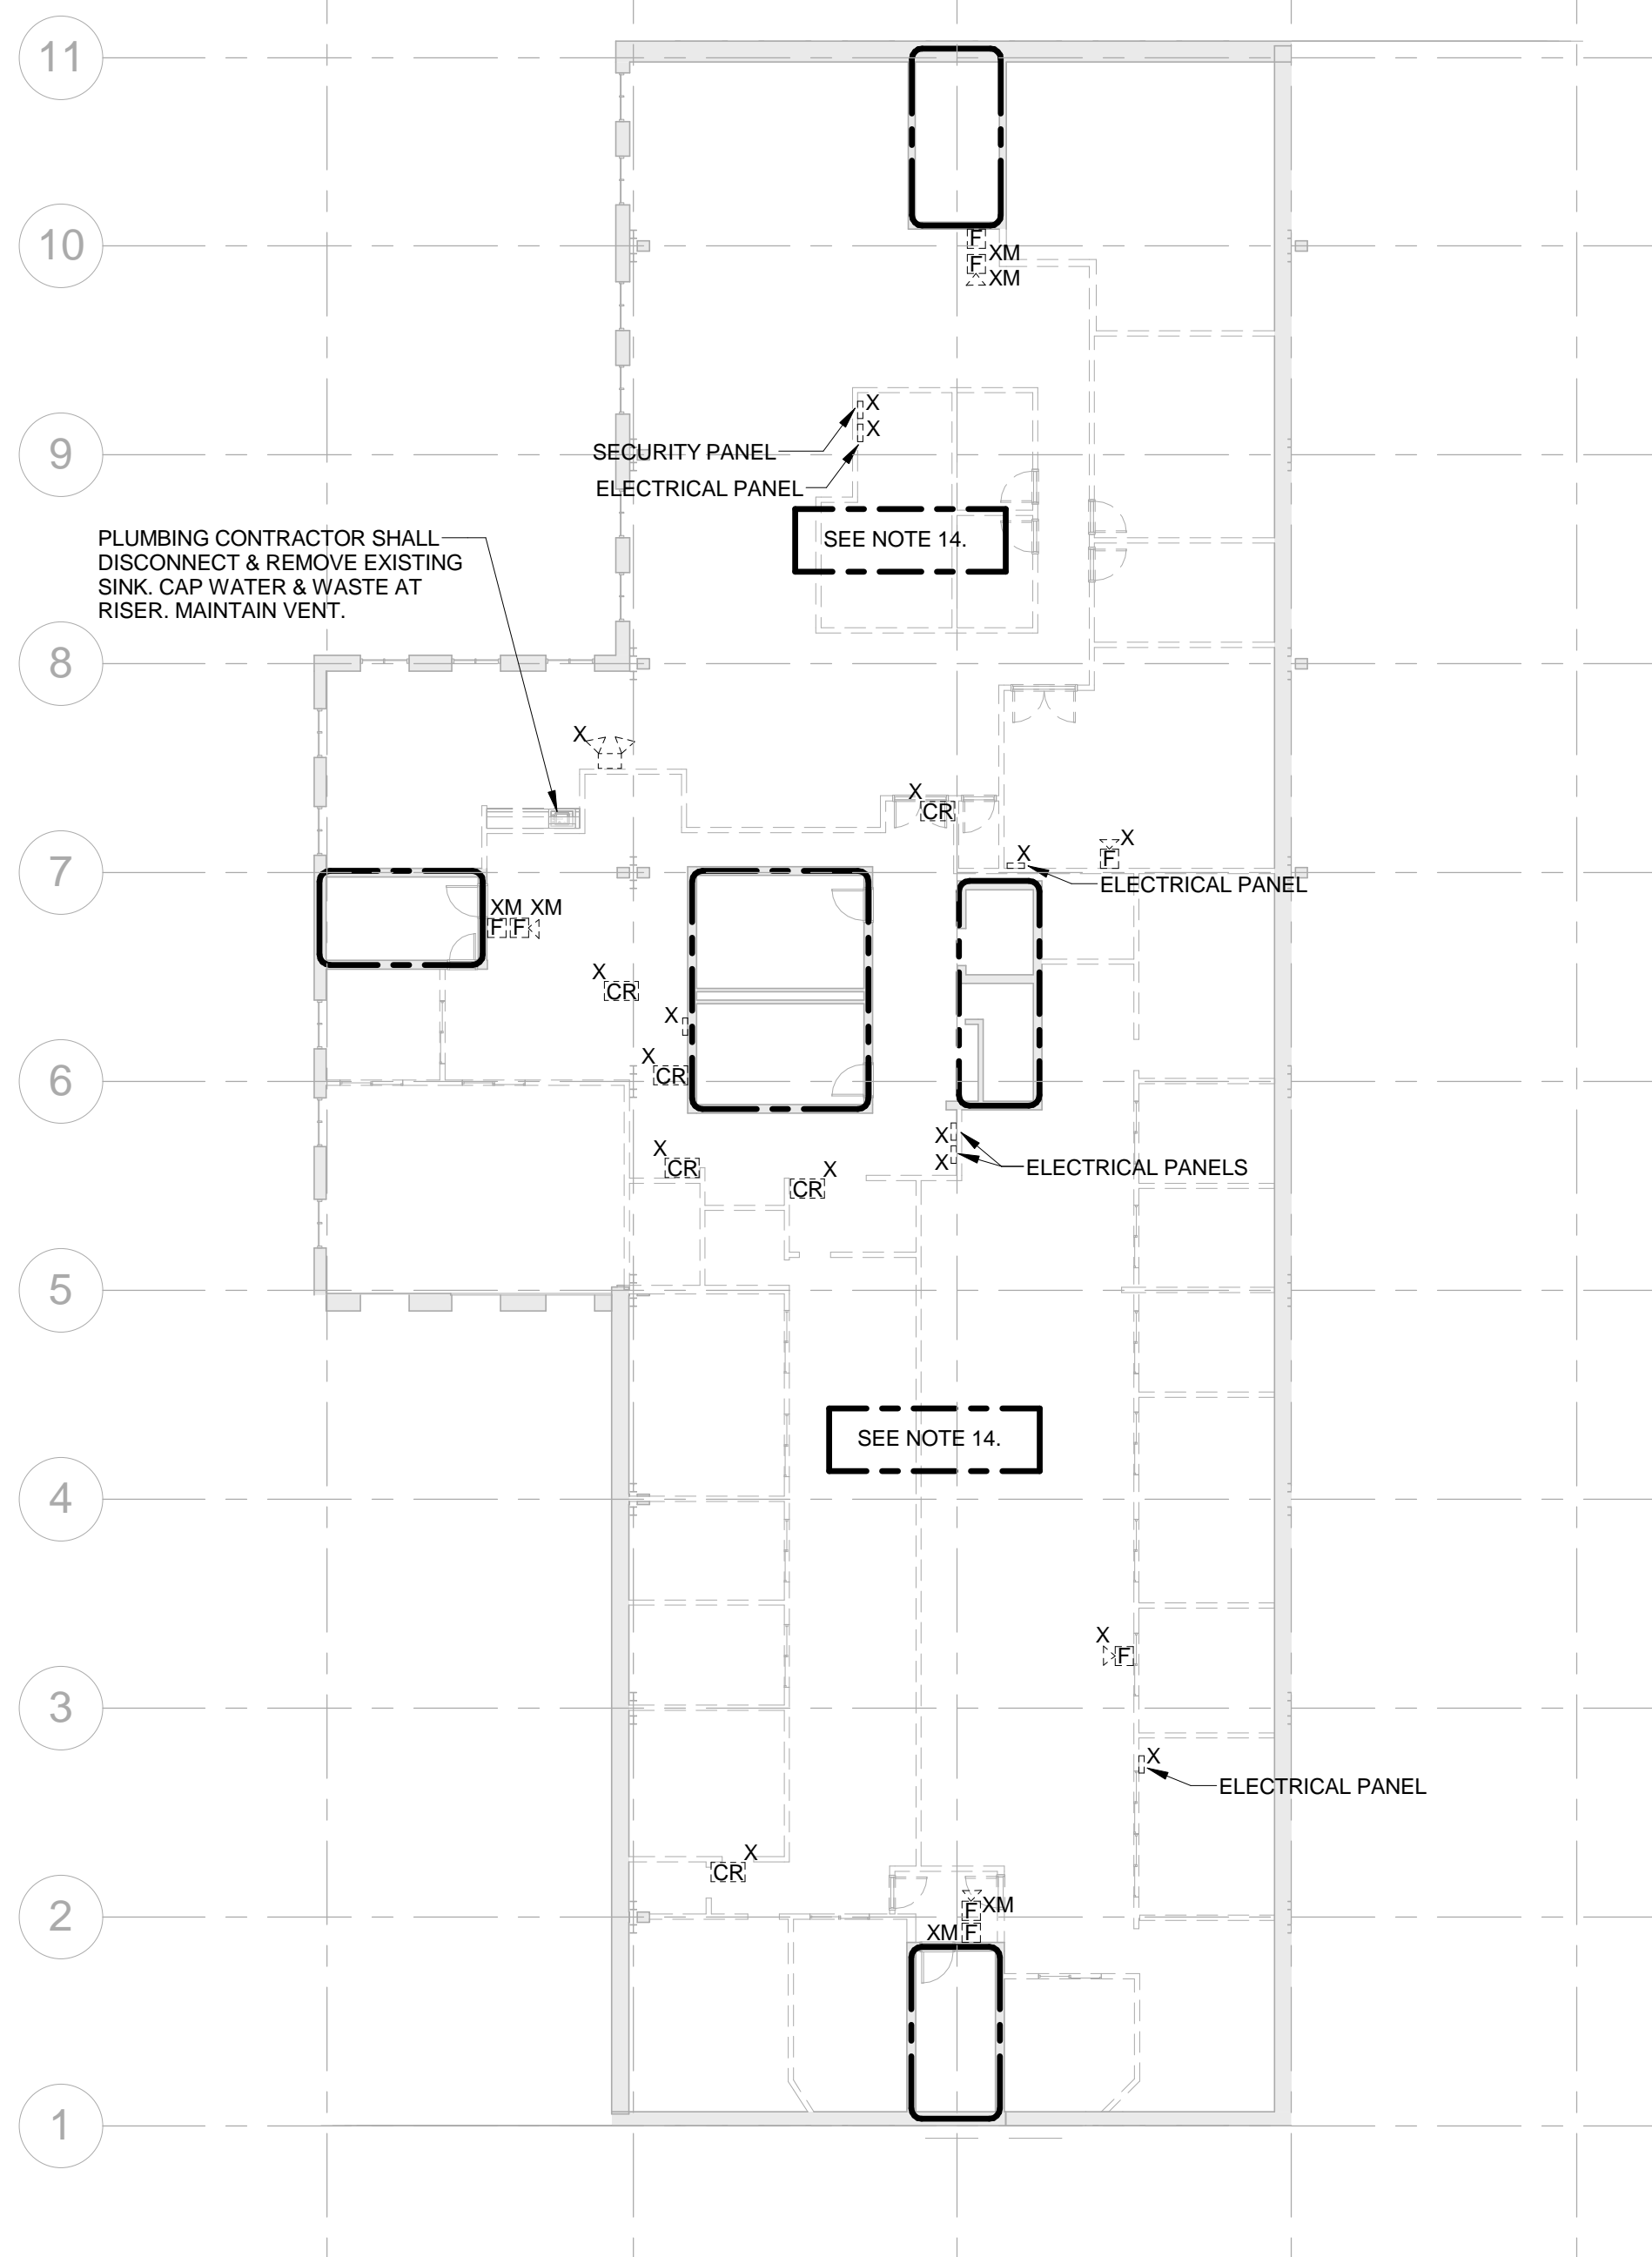 11
10
F
XM
F
XM
X
9
X
SECURITY PANEL
ELECTRICAL PANEL
PLUMBING CONTRACTOR SHALL
DISCONNECT & REMOVE EXISTING
SINK. CAP WATER & WASTE AT
RISER. MAINTAIN VENT.
SEE NOTE 14.
8
X
X
CR
X
F
7
X
ELECTRICAL PANEL
XM XM
F F
X
CR
X
6
X
CR
X
X
ELECTRICAL PANELS
X
CR
X
CR
5
SEE NOTE 14.
4
X
F
3
X
ELECTRICAL PANEL
X
CR
2
F
XM
XM
F
1